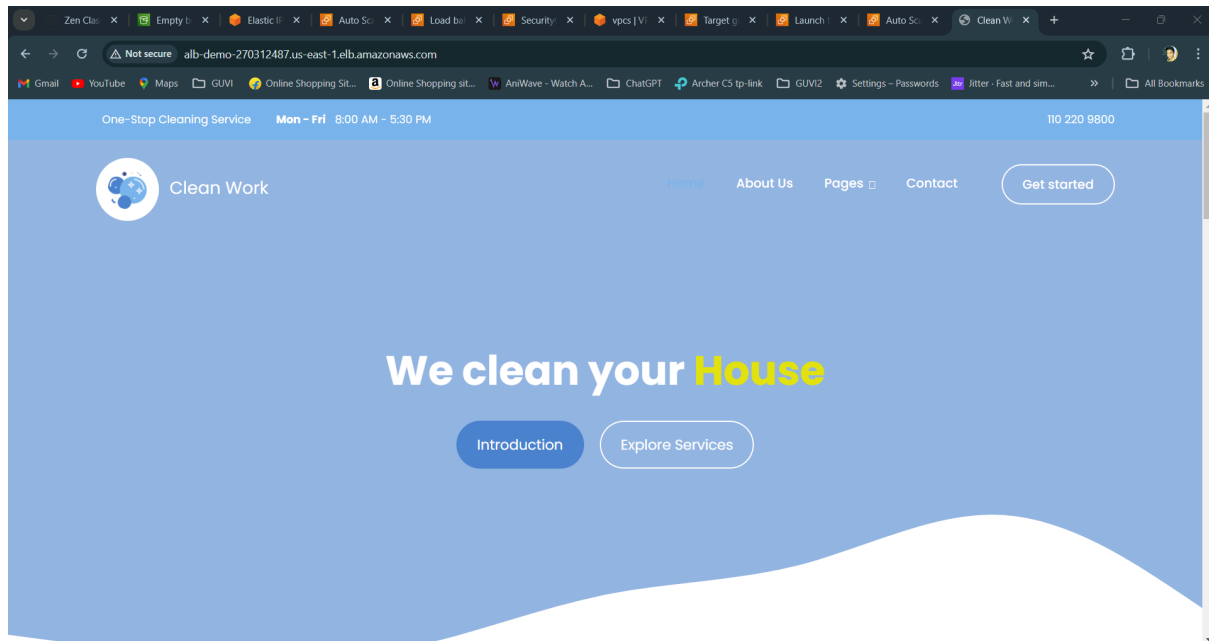 Zen Clas Empty b Elastic IP Auto Sca Load bal Security vpcs | VP Target g Launch t Auto Sca Clean W
Not secure alb-demo-270312487.us-east-1.elb.amazonaws.com
Gmail YouTube Maps GUVI Online Shopping Sit... Online Shopping sit... AniWave - Watch A... ChatGPT Archer C5 tp-link GUVI2 Settings – Passwords Jitter · Fast and sim... » All Bookmarks
One-Stop Cleaning Service Mon - Fri 8:00 AM - 5:30 PM 110 220 9800
Clean Work Home About Us Pages Contact Get started
We clean your House
Introduction Explore Services